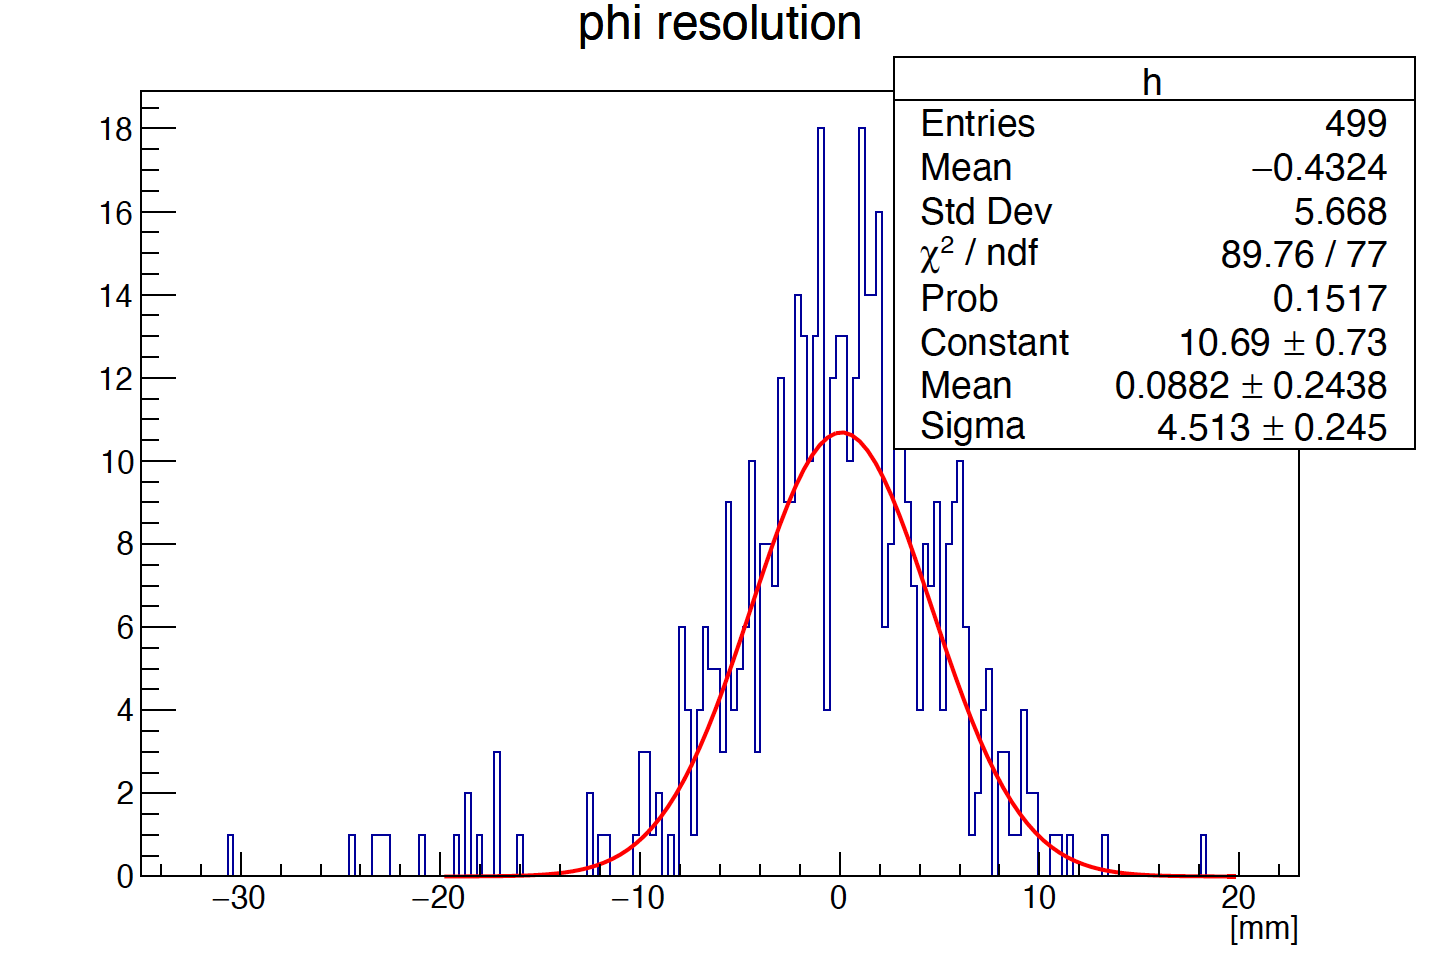 phi resolution
h
Entries 499
Mean −0.4324
Std Dev 5.668
χ² / ndf 89.76 / 77
Prob 0.1517
Constant 10.69 ± 0.73
Mean 0.0882 ± 0.2438
Sigma 4.513 ± 0.245
18
16
14
12
10
8
6
4
2
0
−30 −20 −10 0 10 20
[mm]